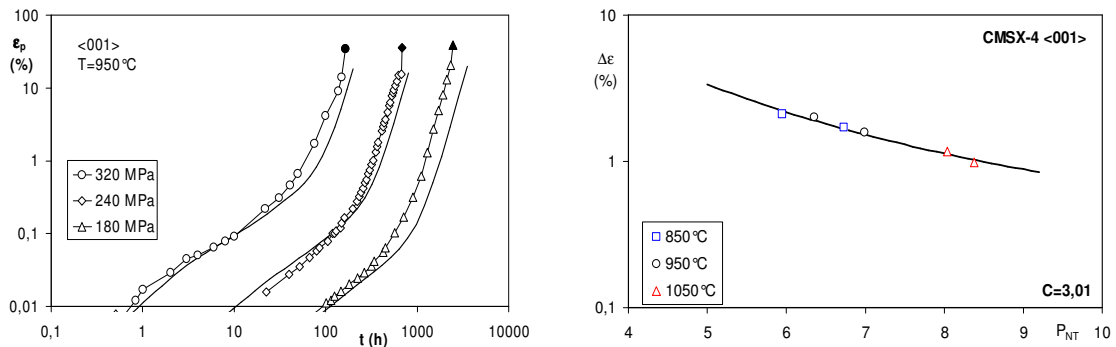 100
10
1
0,1
0,01
εp
(%)
<001>
T=950°C
320 MPa
240 MPa
180 MPa
0,1
1
10
100
1000
10000
t (h)
CMSX-4 <001>
Δε
(%)
10
1
0,1
850°C
950°C
1050°C
C=3,01
4
5
6
7
8
9
10
PNT